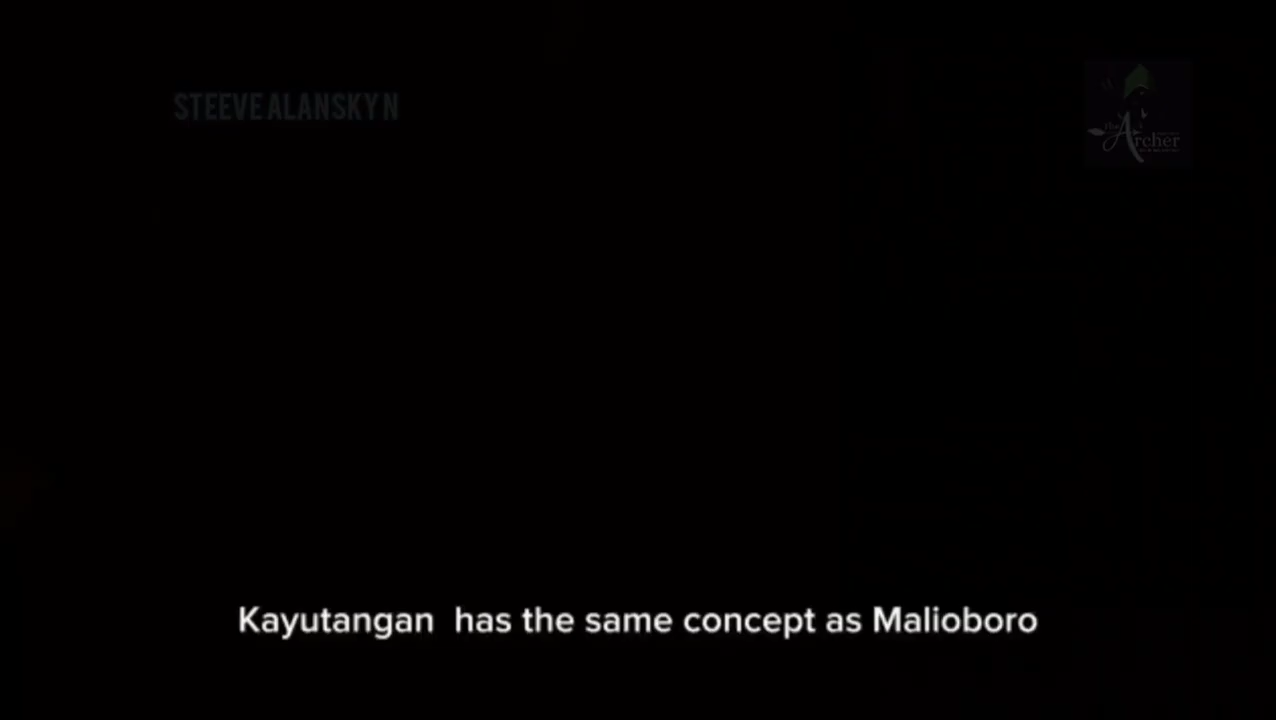 STEEVE ALANSKY N
the
Archer
Kayutangan has the same concept as Malioboro